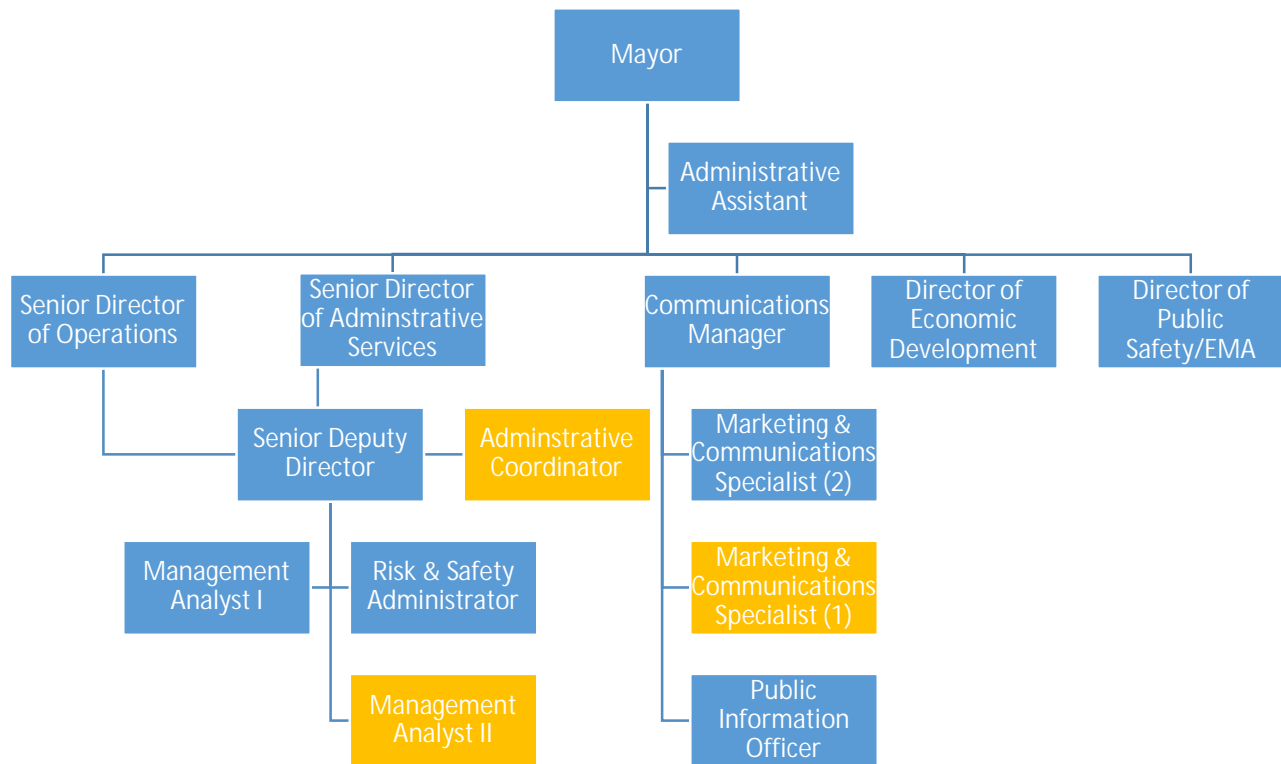 Mayor
Administrative
Assistant
Senior Director
of Operations
Senior Director
of Adminstrative
Services
Communications
Manager
Director of
Economic
Development
Director of
Public
Safety/EMA
Senior Deputy
Director
Adminstrative
Coordinator
Marketing &
Communications
Specialist (2)
Management
Analyst I
Risk & Safety
Administrator
Marketing &
Communications
Specialist (1)
Management
Analyst II
Public
Information
Officer